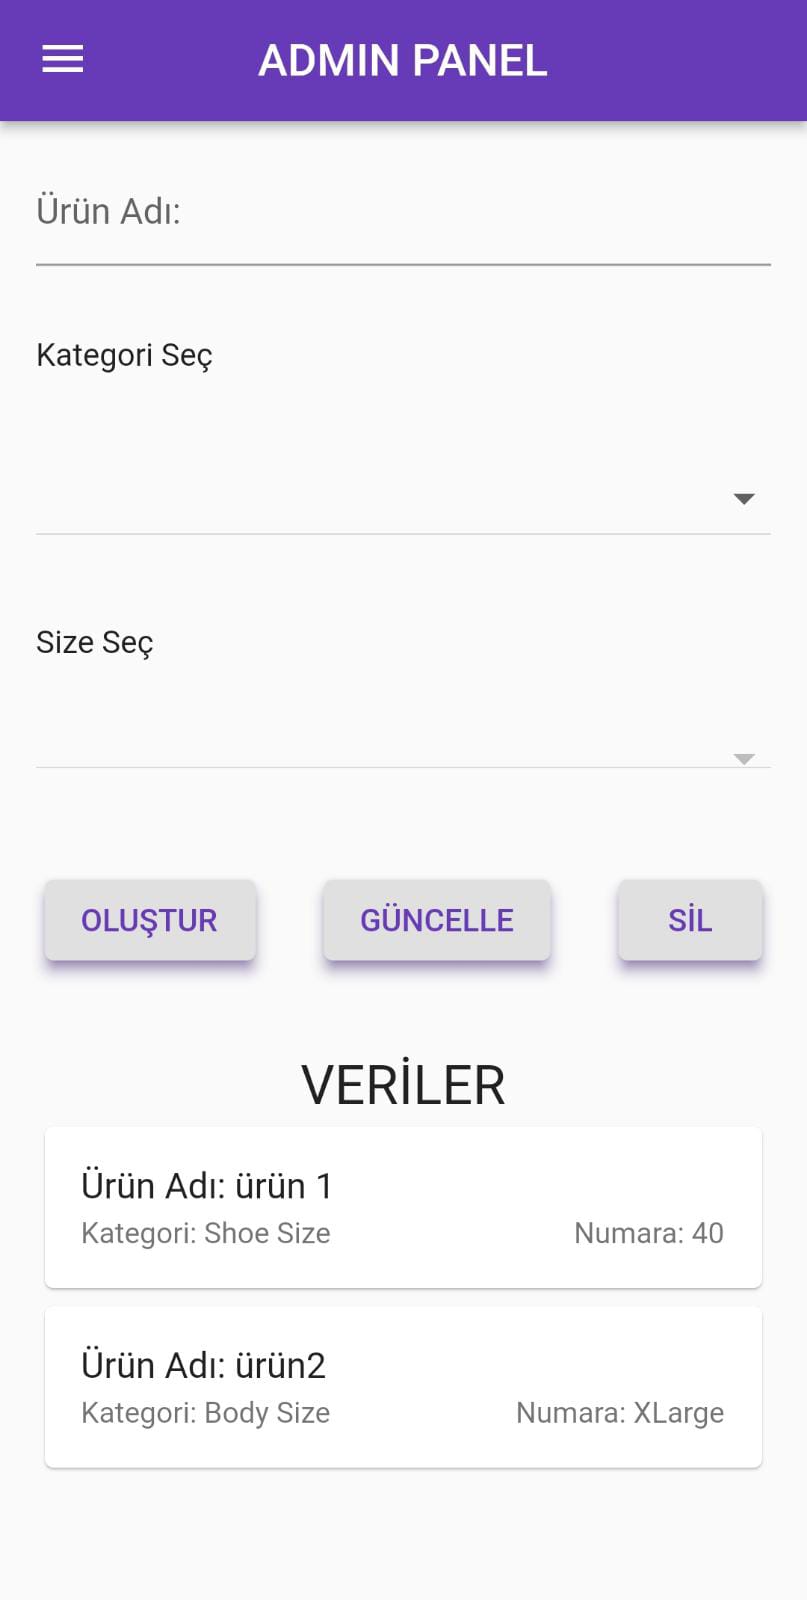 ADMIN PANEL
Ürün Adı:
Kategori Seç
Size Seç
OLUŞTUR GÜNCELLE SİL
VERİLER
Ürün Adı: ürün 1
Kategori: Shoe Size Numara: 40
Ürün Adı: ürün2
Kategori: Body Size Numara: XLarge